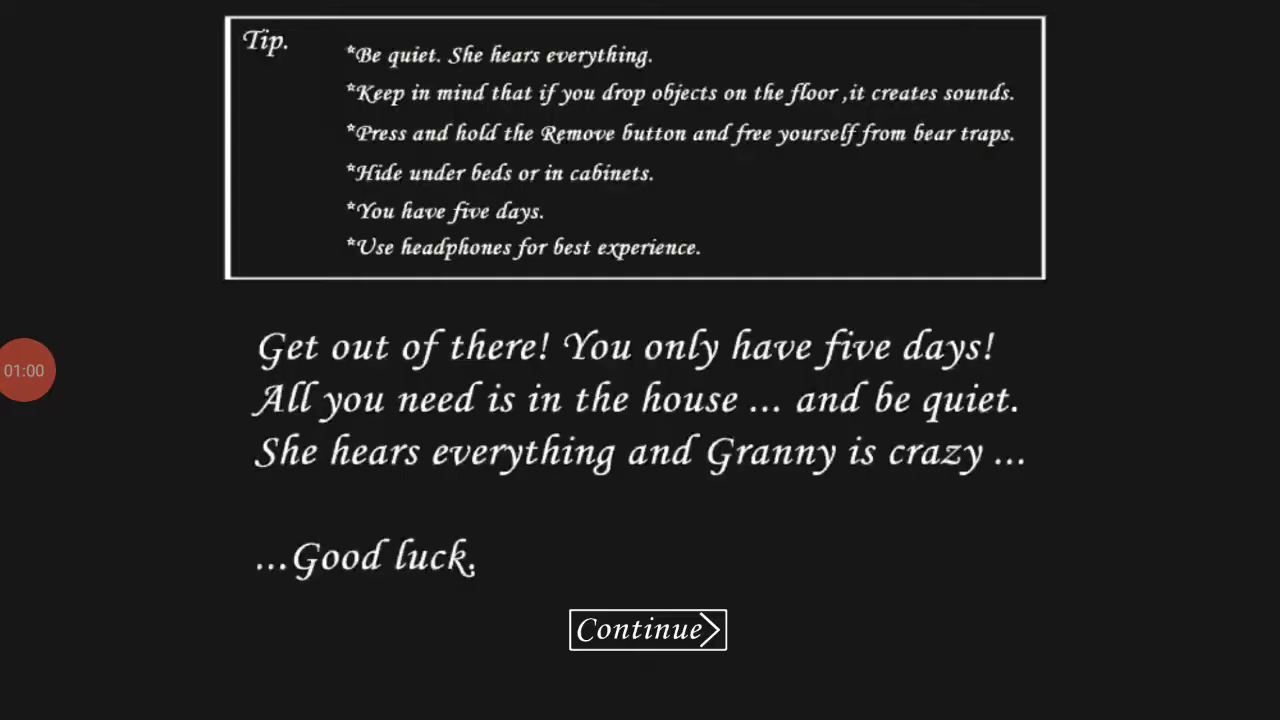 Tip.
*Be quiet. She hears everything.
*Keep in mind that if you drop objects on the floor ,it creates sounds.
*Press and hold the Remove button and free yourself from bear traps.
*Hide under beds or in cabinets.
*You have five days.
*Use headphones for best experience.
Get out of there! You only have five days!
All you need is in the house ... and be quiet.
She hears everything and Granny is crazy ...
...Good luck.
Continue
01:00